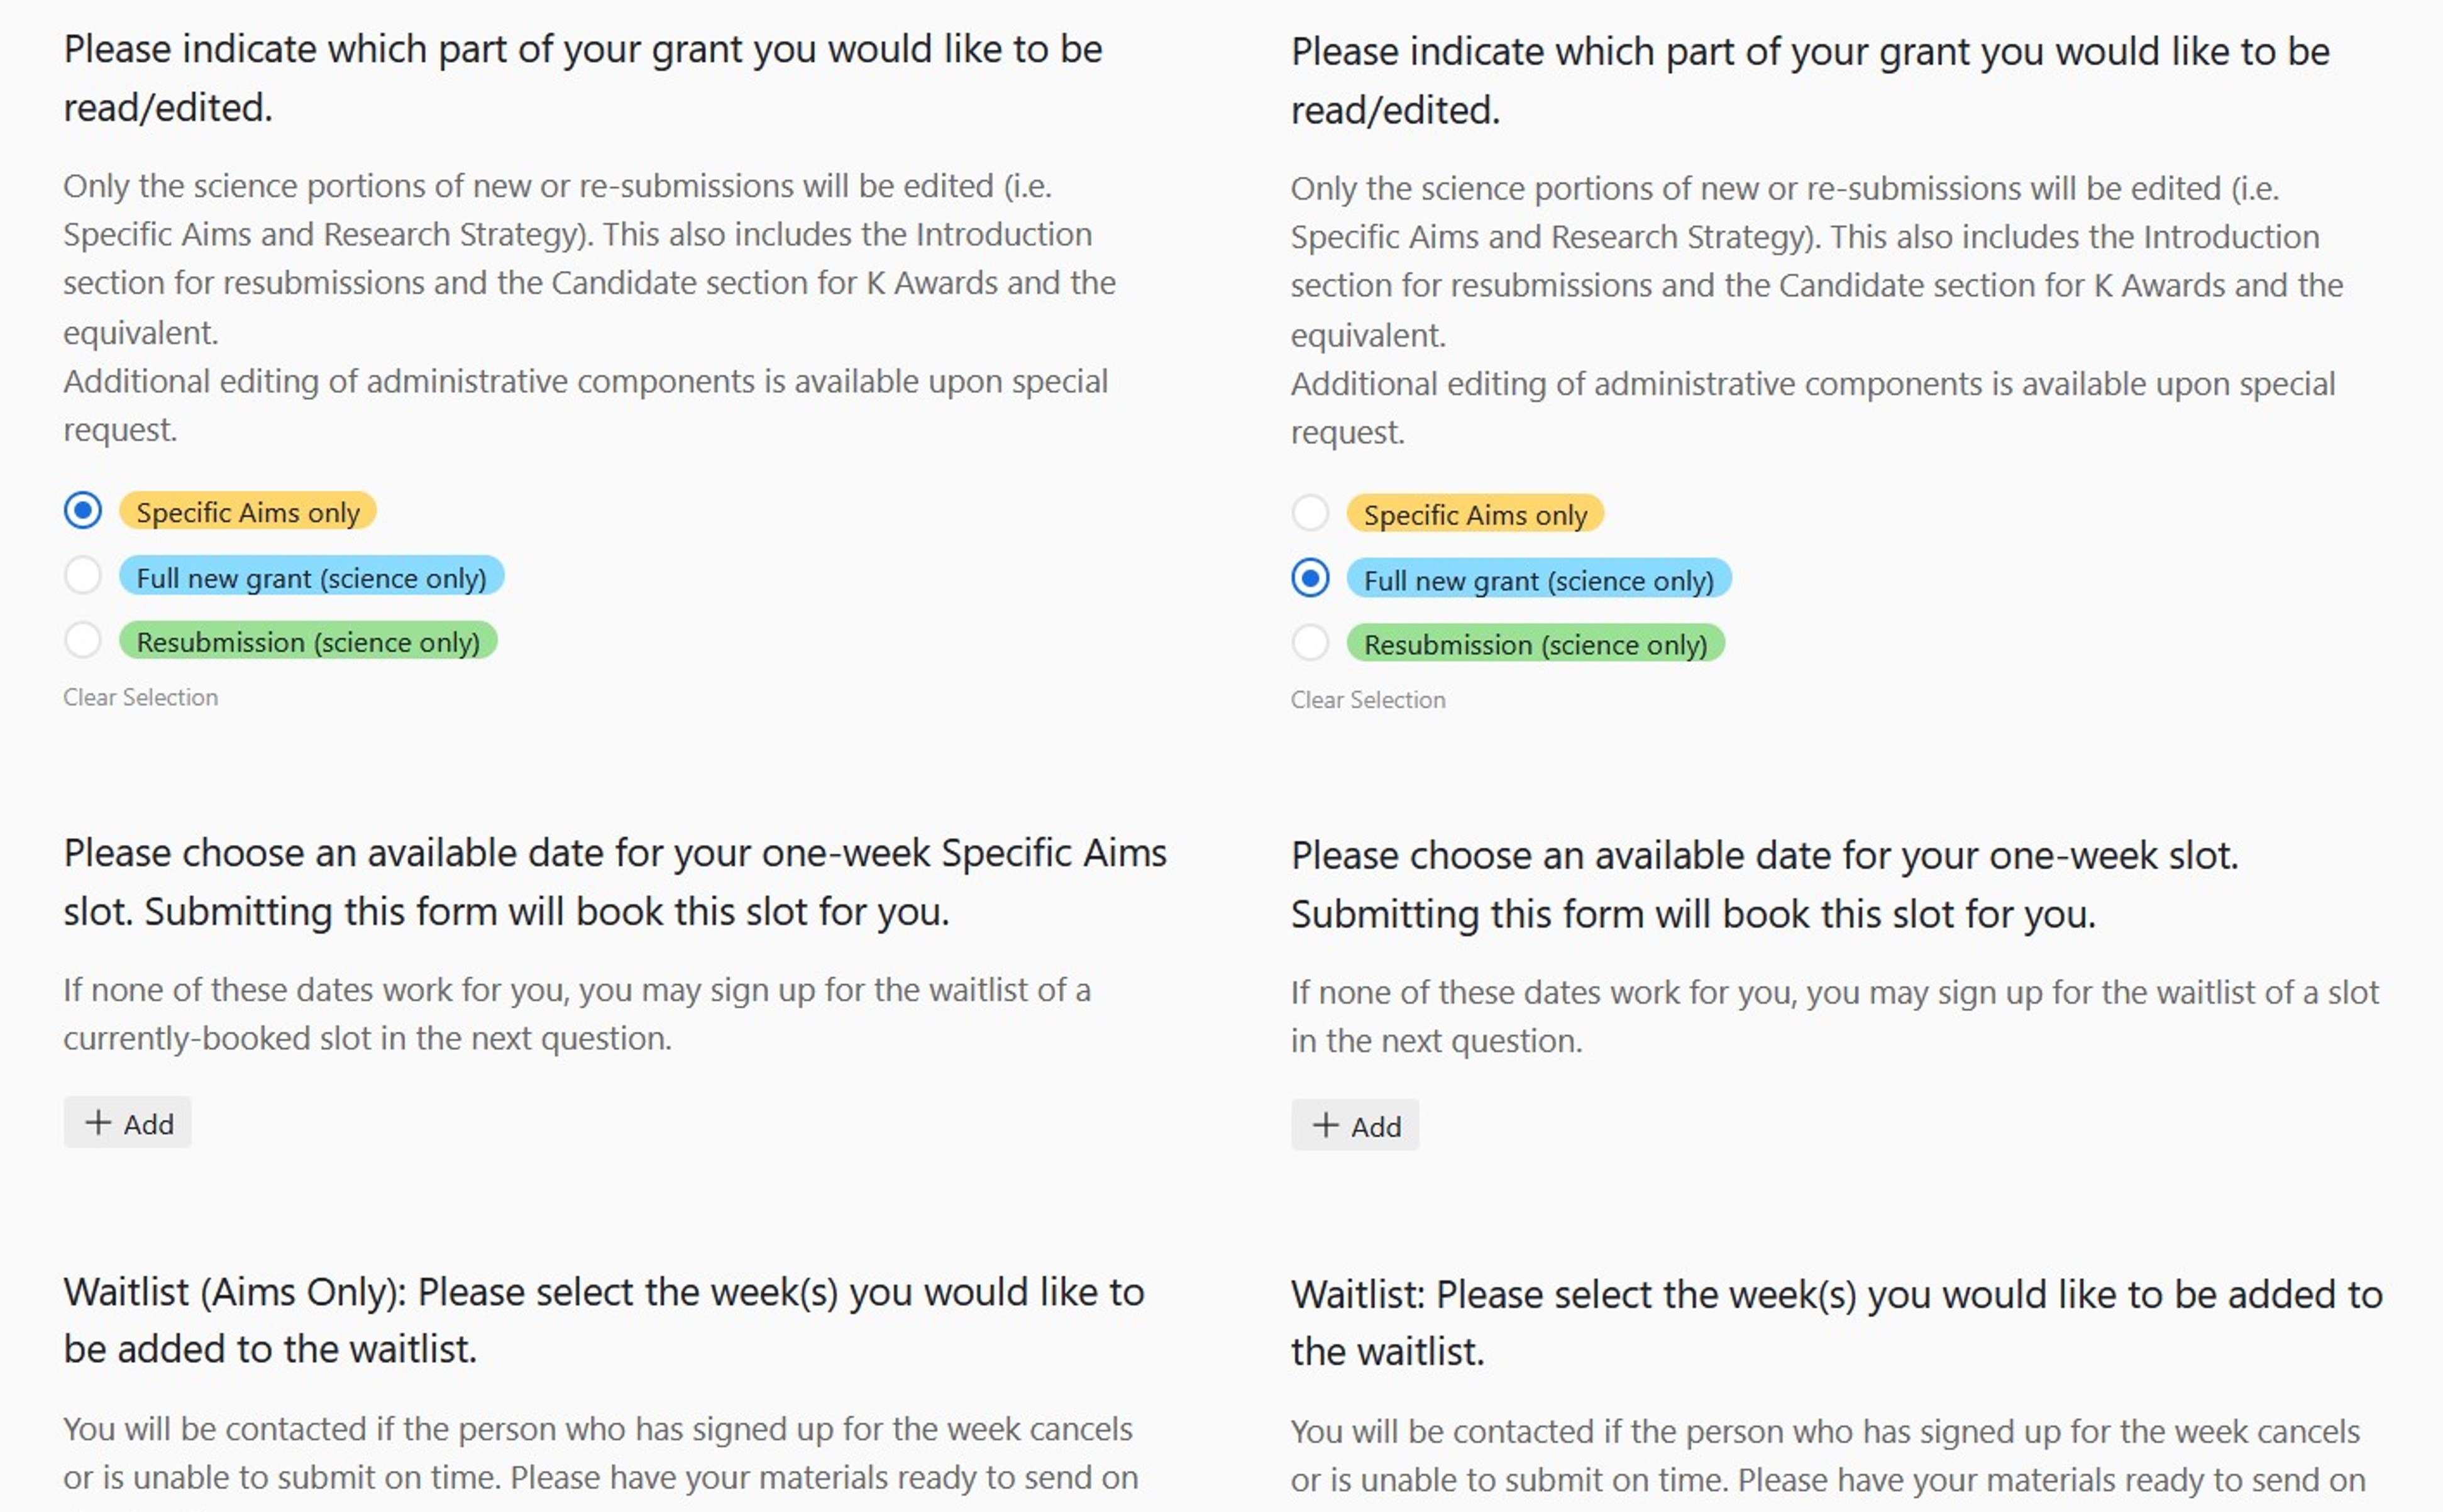 Please indicate which part of your grant you would like to be
read/edited.
Only the science portions of new or re-submissions will be edited (i.e.
Specific Aims and Research Strategy). This also includes the Introduction
section for resubmissions and the Candidate section for K Awards and the
equivalent.
Additional editing of administrative components is available upon special
request.
Specific Aims only
Full new grant (science only)
Resubmission (science only)
Clear Selection
Please choose an available date for your one-week Specific Aims
slot. Submitting this form will book this slot for you.
If none of these dates work for you, you may sign up for the waitlist of a
currently-booked slot in the next question.
+ Add
Waitlist (Aims Only): Please select the week(s) you would like to
be added to the waitlist.
You will be contacted if the person who has signed up for the week cancels
or is unable to submit on time. Please have your materials ready to send on
Please indicate which part of your grant you would like to be
read/edited.
Only the science portions of new or re-submissions will be edited (i.e.
Specific Aims and Research Strategy). This also includes the Introduction
section for resubmissions and the Candidate section for K Awards and the
equivalent.
Additional editing of administrative components is available upon special
request.
Specific Aims only
Full new grant (science only)
Resubmission (science only)
Clear Selection
Please choose an available date for your one-week slot.
Submitting this form will book this slot for you.
If none of these dates work for you, you may sign up for the waitlist of a slot
in the next question.
+ Add
Waitlist: Please select the week(s) you would like to be added to
the waitlist.
You will be contacted if the person who has signed up for the week cancels
or is unable to submit on time. Please have your materials ready to send on